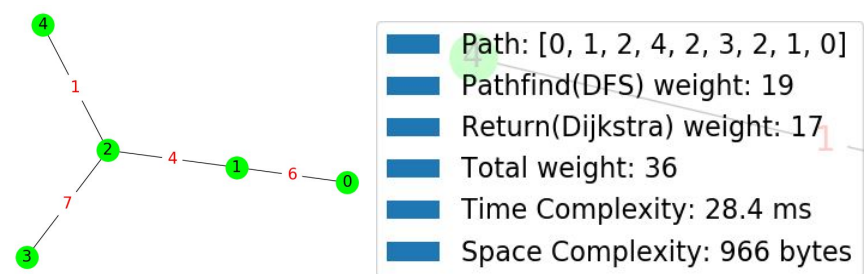 4
1
2
4
1
6
0
7
3
Path: [0, 1, 2, 4, 2, 3, 2, 1, 0]
4
Pathfind(DFS) weight: 19
Return(Dijkstra) weight: 17
1
Total weight: 36
Time Complexity: 28.4 ms
Space Complexity: 966 bytes